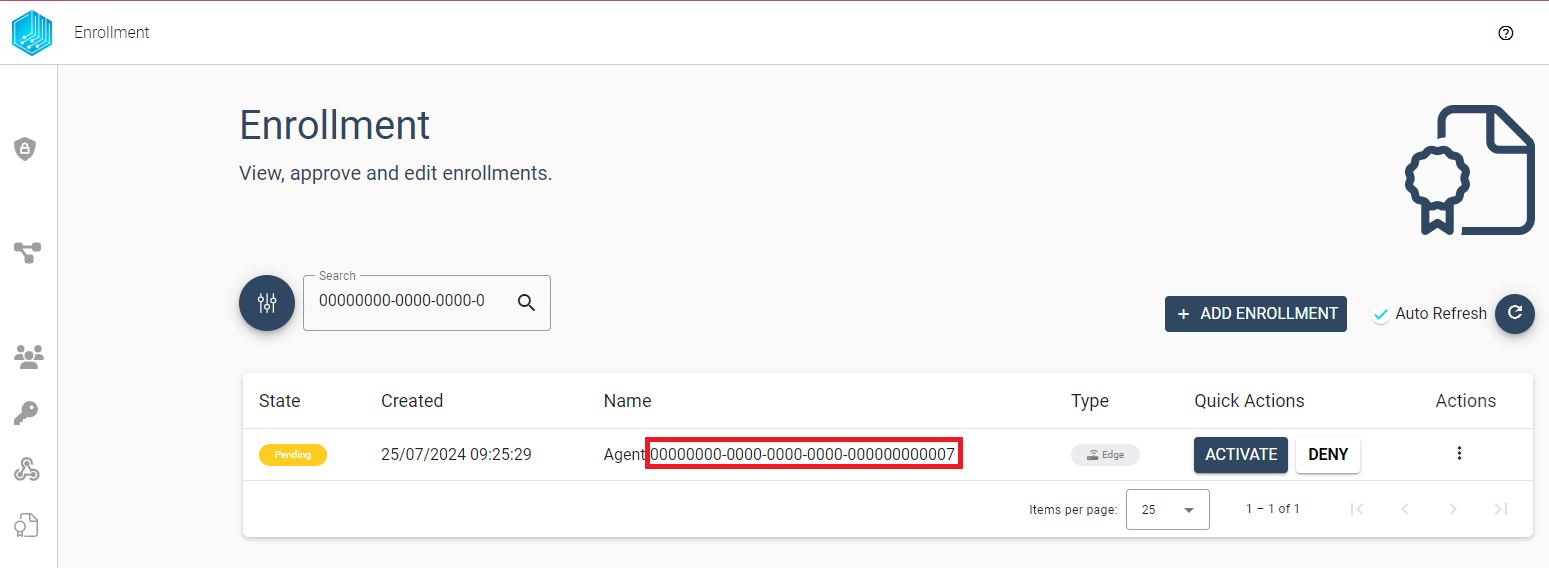 Enrollment
Enrollment
View, approve and edit enrollments.
Search
00000000-0000-0000-0
+ ADD ENROLLMENT
Auto Refresh
State Created Name Type Quick Actions Actions
Pending 25/07/2024 09:25:29 Agent 00000000-0000-0000-0000-000000000007 Edge ACTIVATE DENY
Items per page: 25 1 – 1 of 1